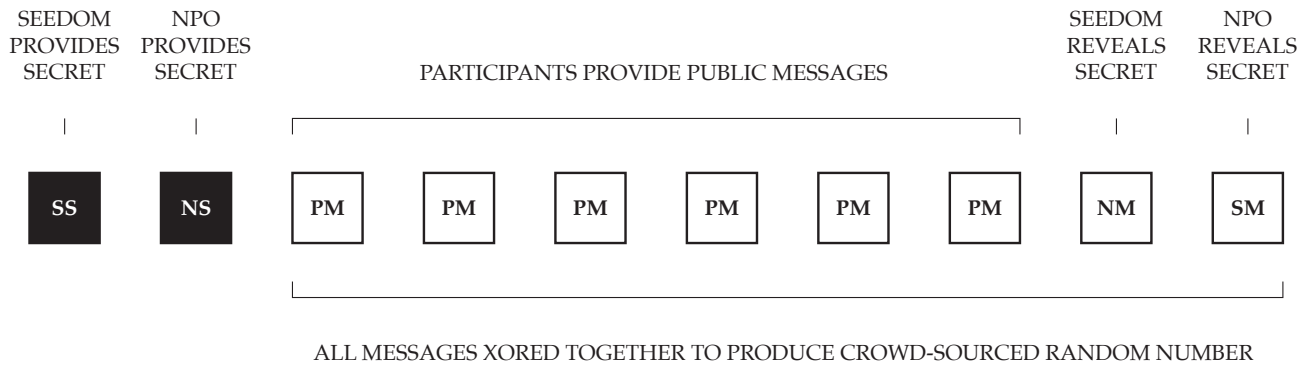 SEEDOM
PROVIDES
SECRET
NPO
PROVIDES
SECRET
PARTICIPANTS PROVIDE PUBLIC MESSAGES
SEEDOM
REVEALS
SECRET
NPO
REVEALS
SECRET
SS
NS
PM
PM
PM
PM
PM
PM
NM
SM
ALL MESSAGES XORED TOGETHER TO PRODUCE CROWD-SOURCED RANDOM NUMBER